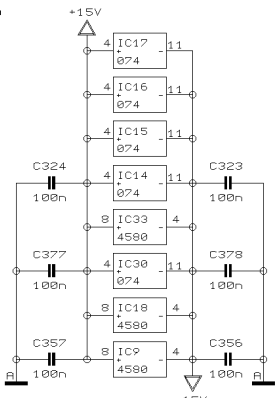 +15V
4 IC17 11
+ -
074
4 IC16 11
+ -
074
4 IC15 11
+ -
074
C324 4 IC14 11 C323
+ -
100n 074 100n
8 IC33 4
+ -
4580
C377 4 IC30 11 C378
+ -
100n 074 100n
8 IC18 4
+ -
4580
C357 8 IC9 4 C356
+ -
A 100n 4580 100n A